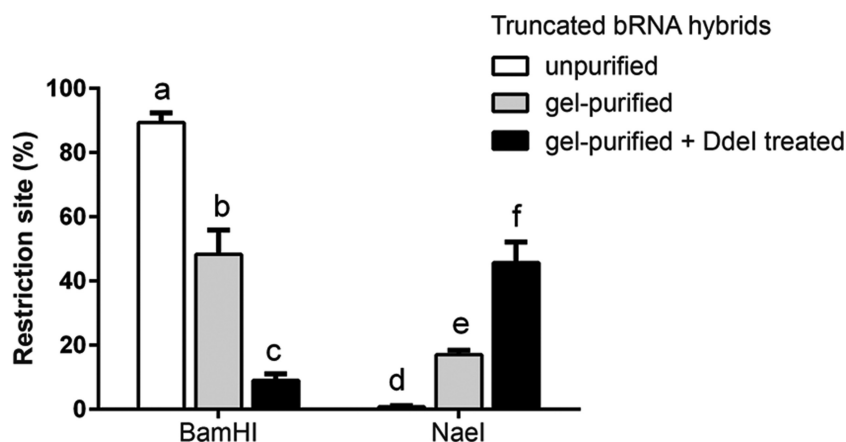 Truncated bRNA hybrids
unpurified
gel-purified
gel-purified + DdeI treated
Restriction site (%)
100
80
60
40
20
0
a
b
c
d
e
f
BamHI
NaeI